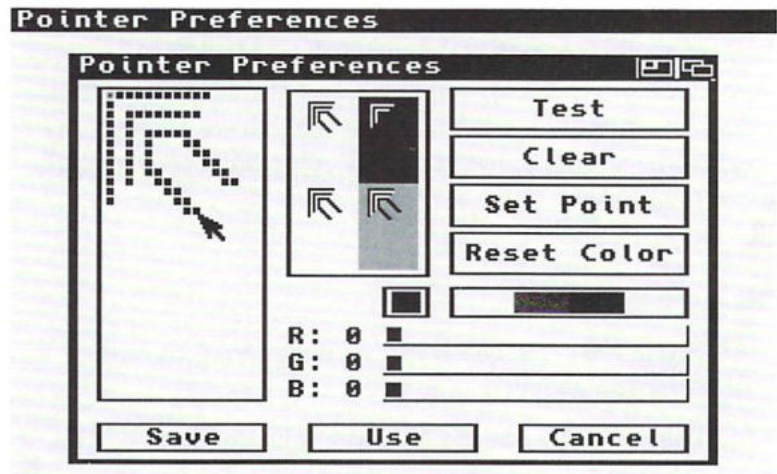 Pointer Preferences
Pointer Preferences
Test
Clear
Set Point
Reset Color
R: 0
G: 0
B: 0
Save
Use
Cancel